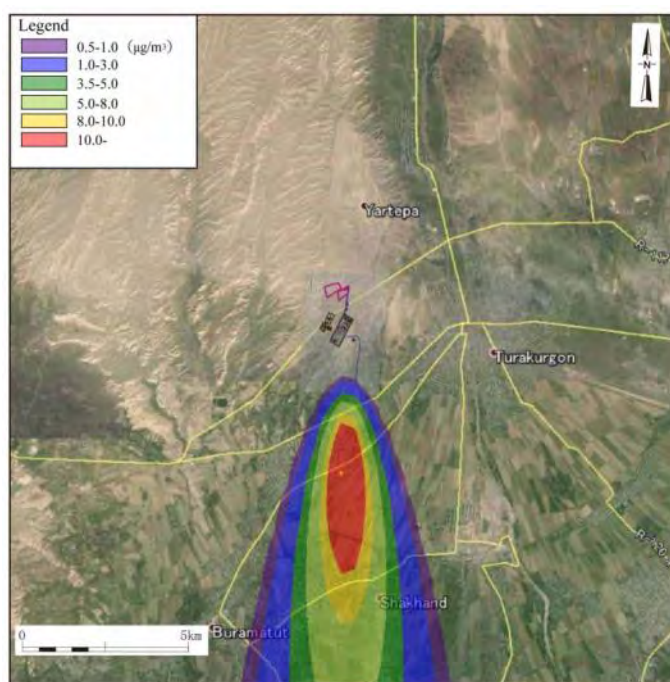 Legend
0.5-1.0 (μg/m³)
1.0-3.0
3.5-5.0
5.0-8.0
8.0-10.0
10.0-
N
Yartepa
Turakurgon
Shakhand
Buramatut
0 5km